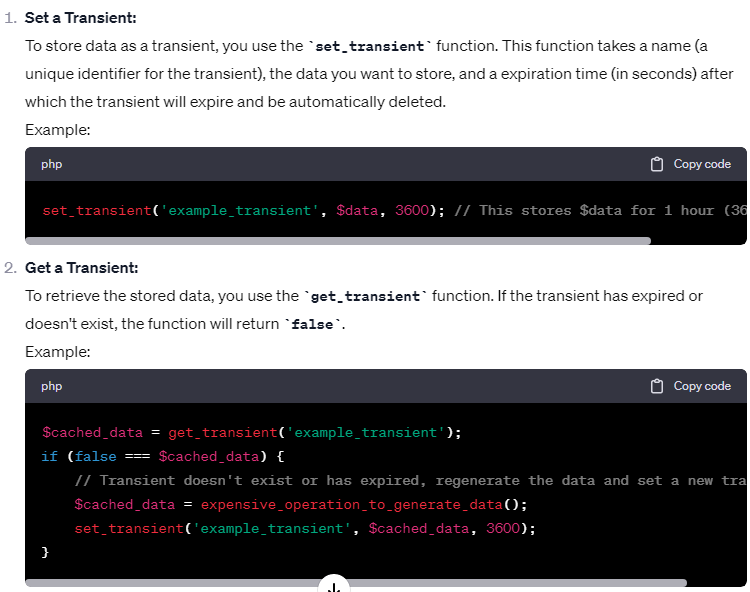 1. Set a Transient:
To store data as a transient, you use the `set_transient` function. This function takes a name (a
unique identifier for the transient), the data you want to store, and a expiration time (in seconds) after
which the transient will expire and be automatically deleted.
Example:
php Copy code
set_transient('example_transient', $data, 3600); // This stores $data for 1 hour (36
2. Get a Transient:
To retrieve the stored data, you use the `get_transient` function. If the transient has expired or
doesn't exist, the function will return `false`.
Example:
php Copy code
$cached_data = get_transient('example_transient');
if (false === $cached_data) {
// Transient doesn't exist or has expired, regenerate the data and set a new tra
$cached_data = expensive_operation_to_generate_data();
set_transient('example_transient', $cached_data, 3600);
}